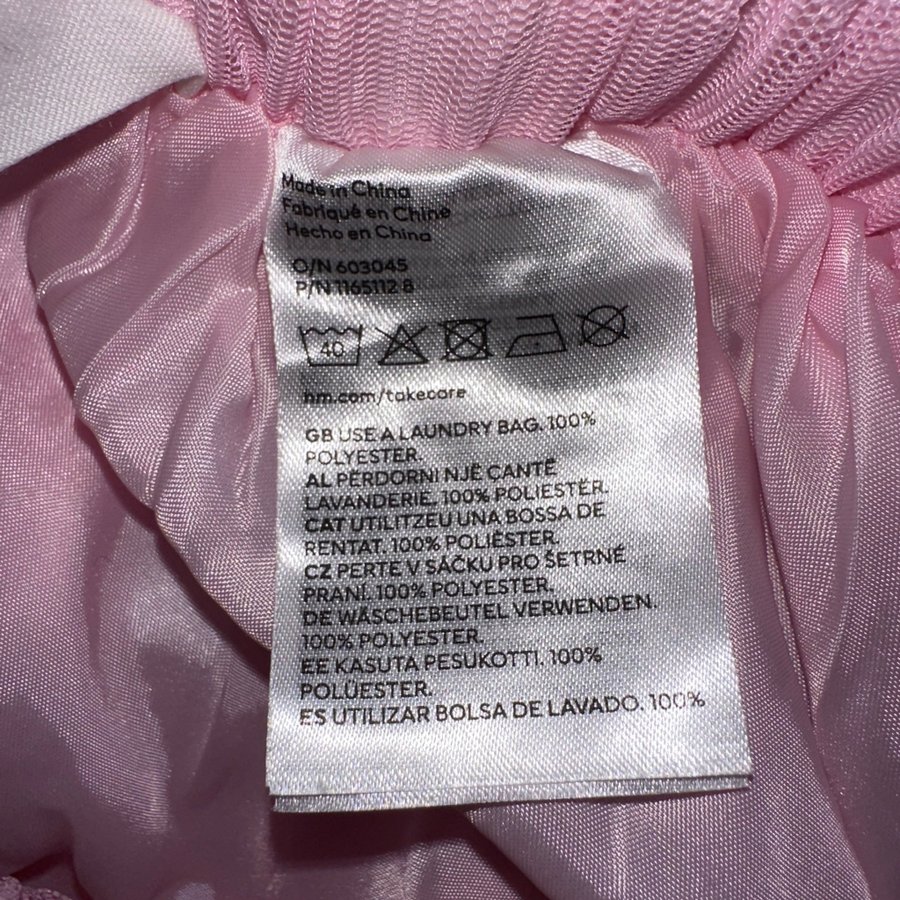 Made in China
Fabriqué en Chine
Hecho en China
O/N 603045
P/N 1165112 8
40
hm.com/takecare
GB USE A LAUNDRY BAG. 100%
POLYESTER.
AL PËRDORNI NJË ÇANTË
LAVANDERIE. 100% POLIESTËR.
CAT UTILITZEU UNA BOSSA DE
RENTAT. 100% POLIÈSTER.
CZ PERTE V SÁČKU PRO ŠETRNÉ
PRANÍ. 100% POLYESTER.
DE WÄSCHEBEUTEL VERWENDEN.
100% POLYESTER.
EE KASUTA PESUKOTTI. 100%
POLÜESTER.
ES UTILIZAR BOLSA DE LAVADO. 100%